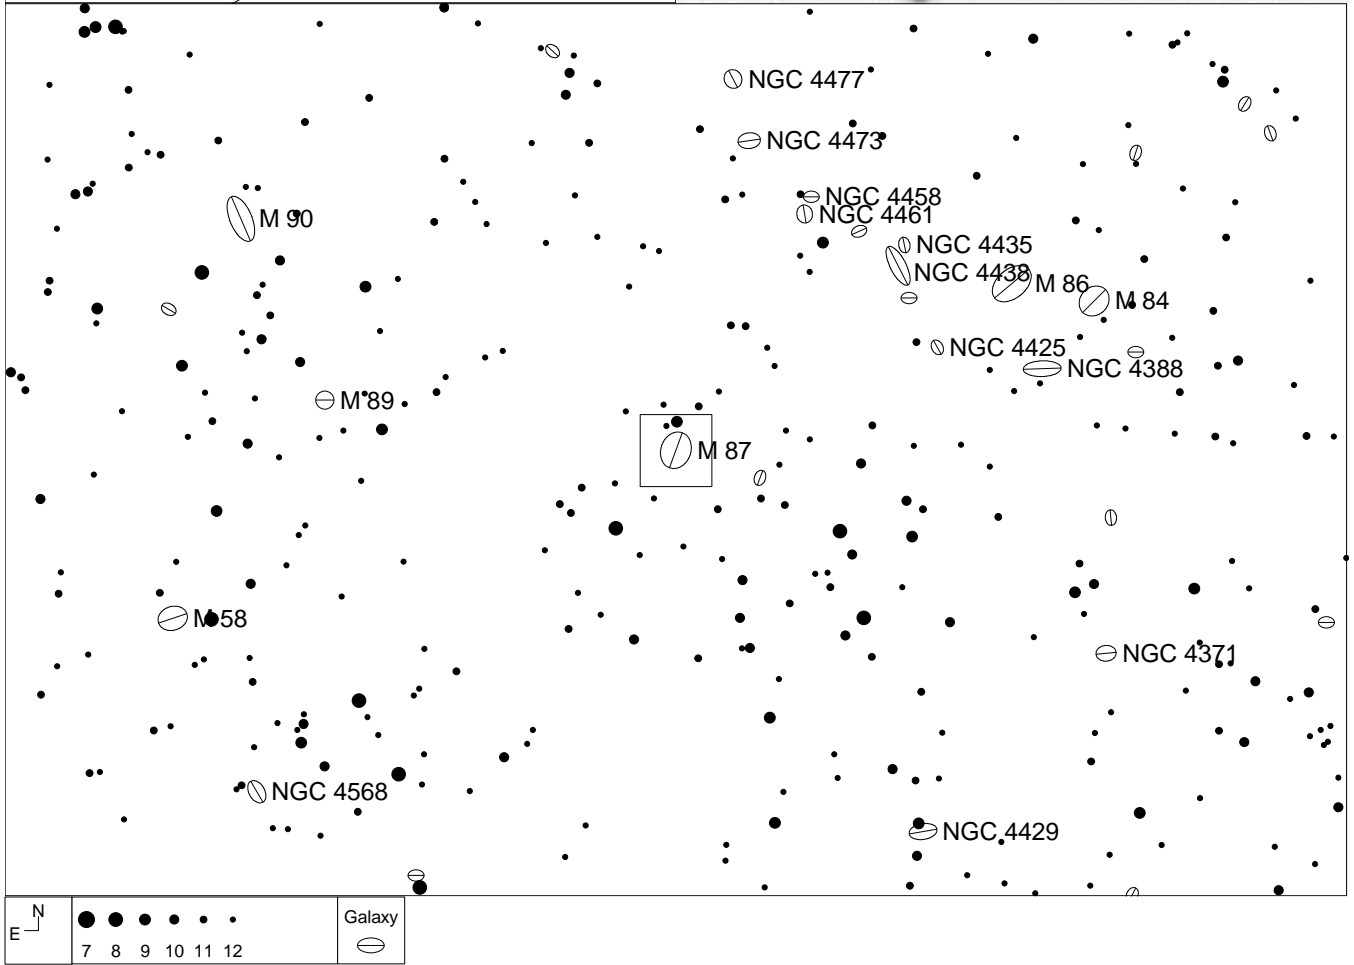 NGC 4477
NGC 4473
NGC 4458
M 90
NGC 4461
NGC 4435
NGC 4438
M 86
M 84
NGC 4425
NGC 4388
M 89
M 87
M 58
NGC 4371
NGC 4568
NGC 4429
N
E
Galaxy
7 8 9 10 11 12